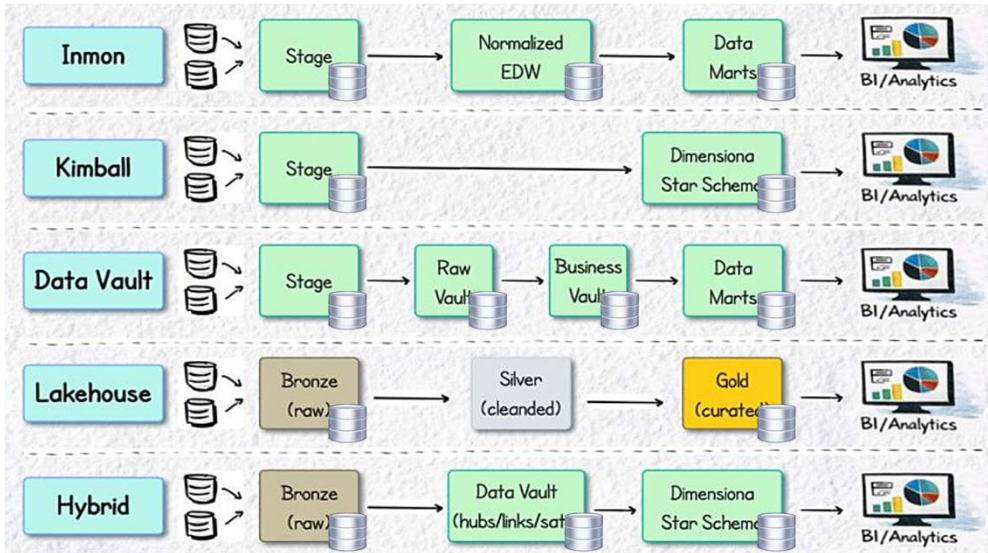 Inmon
Stage
Normalized
EDW
Data
Marts
BI/Analytics
Kimball
Stage
Dimensiona
Star Schema
BI/Analytics
Data Vault
Stage
Raw
Vault
Business
Vault
Data
Marts
BI/Analytics
Lakehouse
Bronze
(raw)
Silver
(cleanded)
Gold
(curated)
BI/Analytics
Hybrid
Bronze
(raw)
Data Vault
(hubs/links/sat
Dimensiona
Star Schema
BI/Analytics